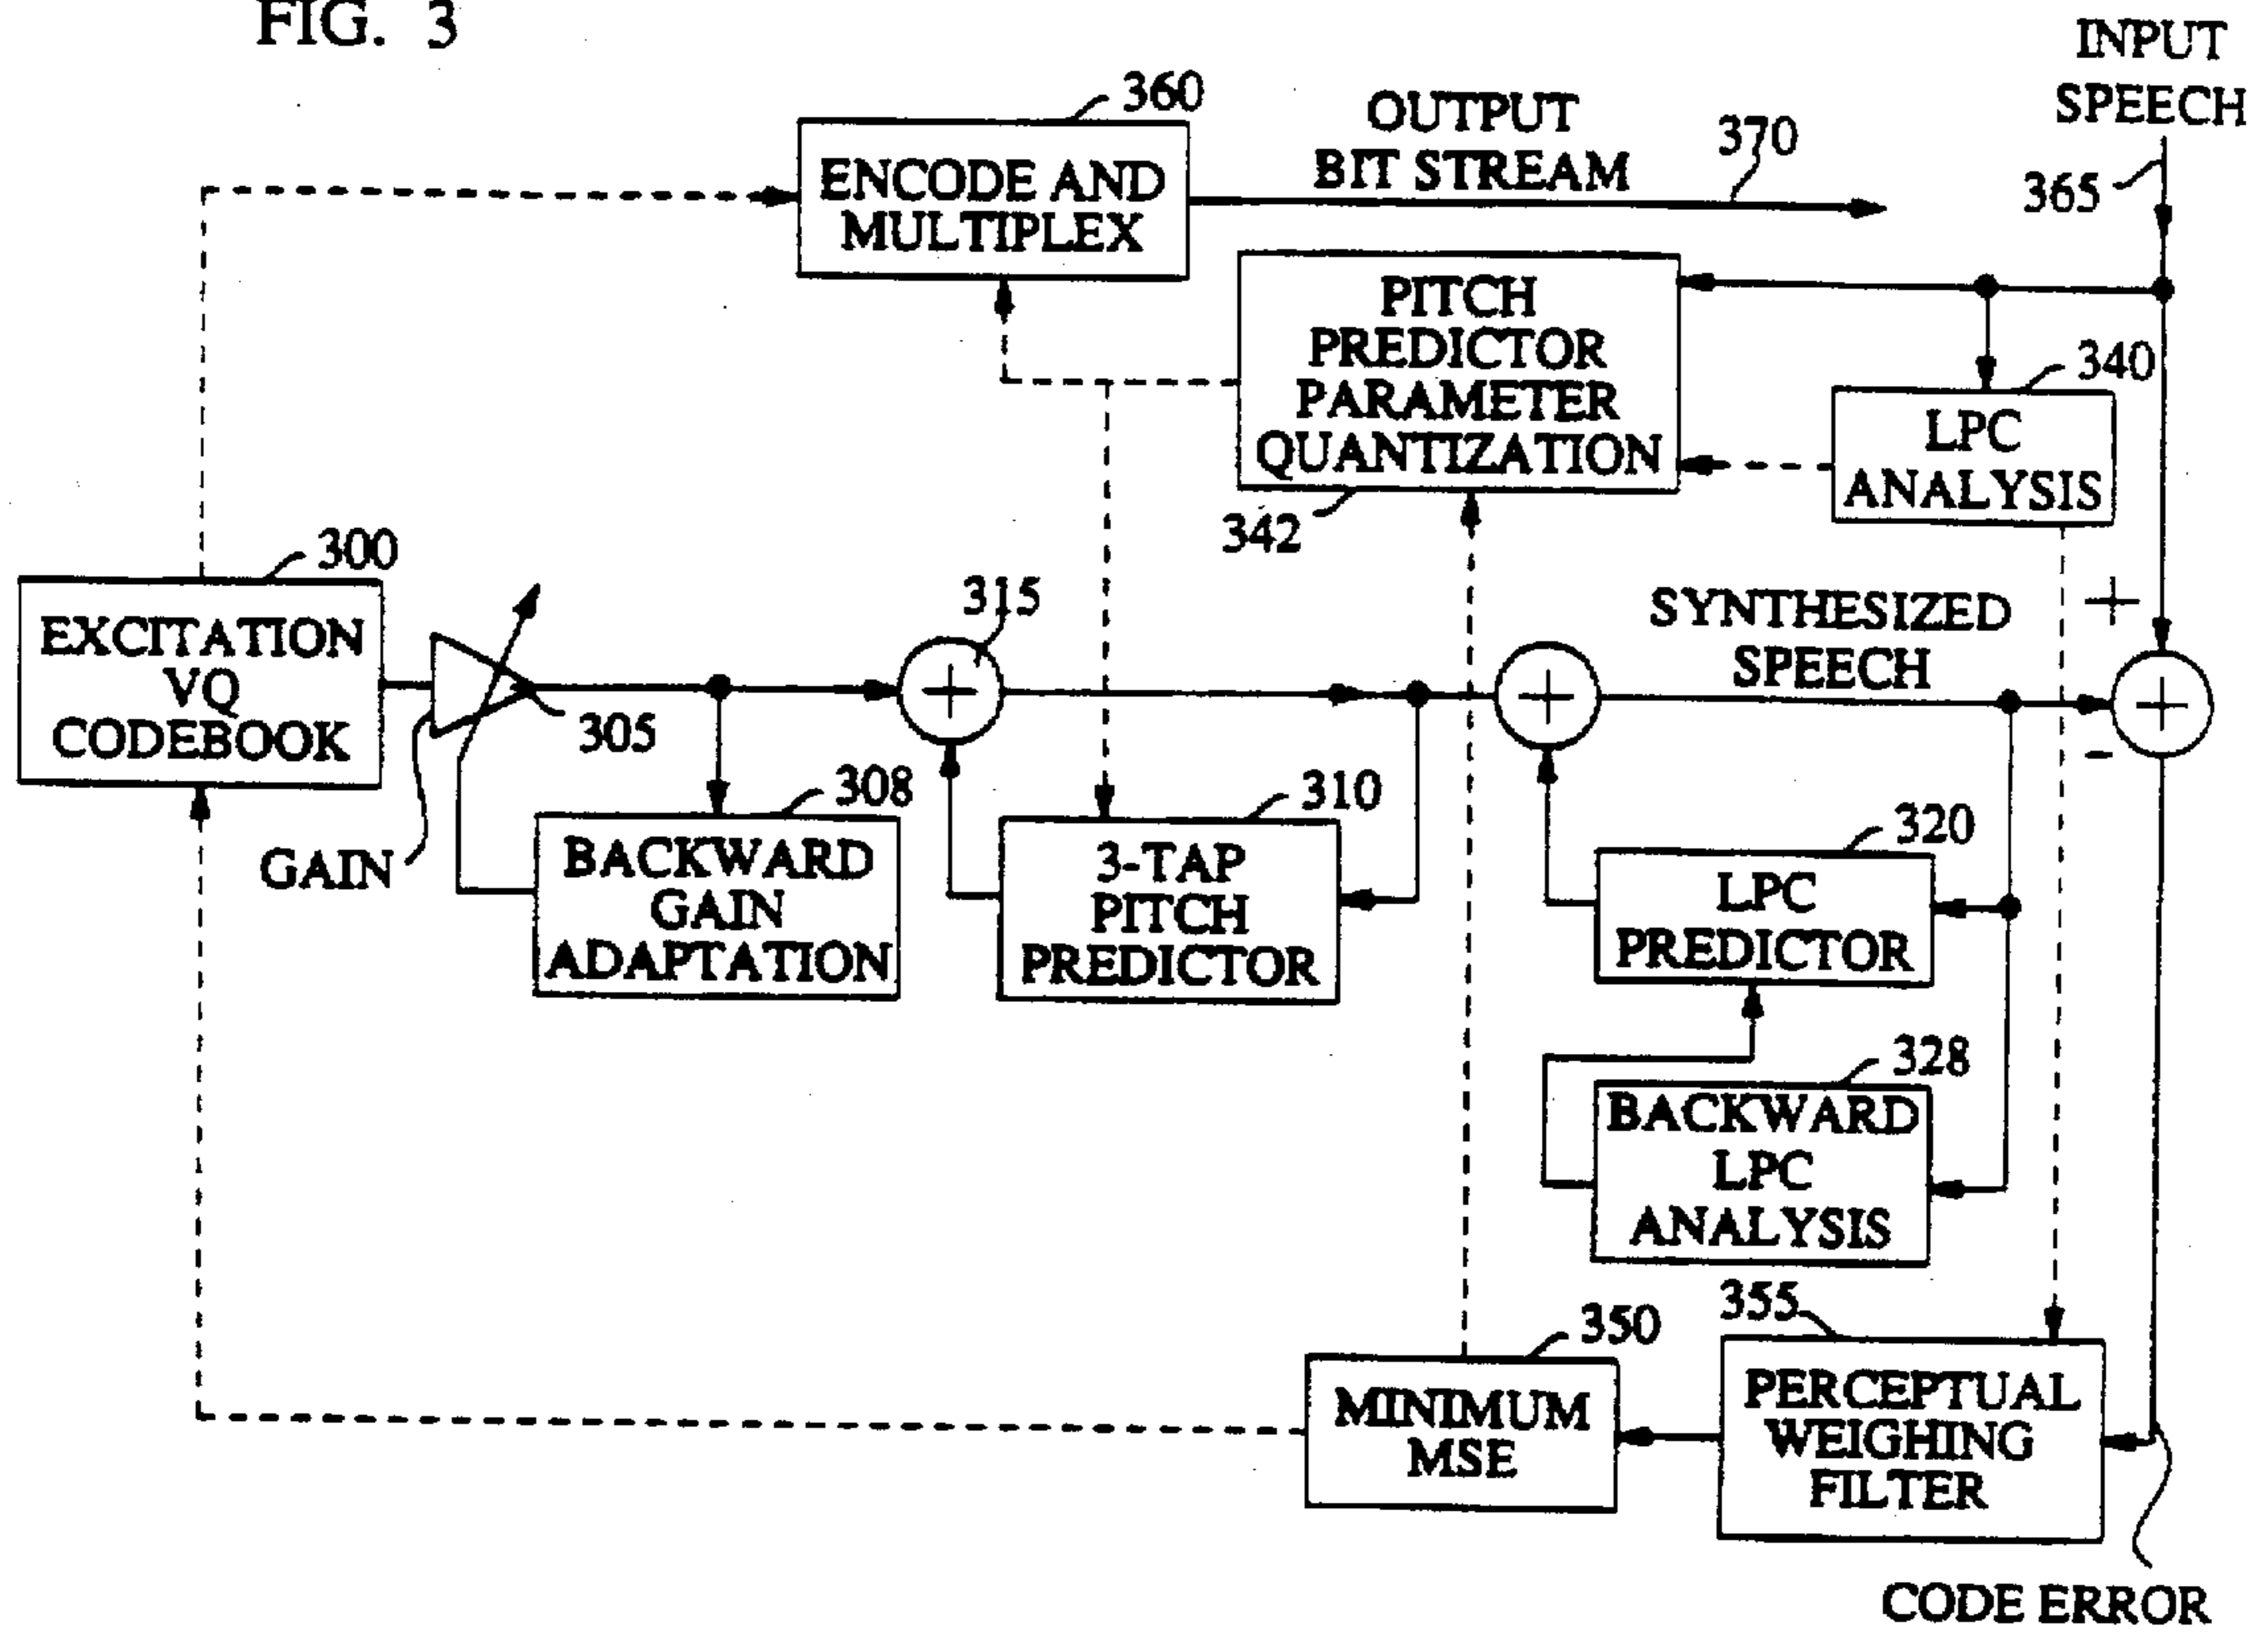 FIG. 3
INPUT
SPEECH
360
OUTPUT
BIT STREAM
370
365
ENCODE AND
MULTIPLEX
PITCH
PREDICTOR
PARAMETER
QUANTIZATION
340
LPC
ANALYSIS
342
300
EXCITATION
VQ
CODEBOOK
315
SYNTHESIZED
SPEECH
+
+
+
+
-
305
GAIN
308
BACKWARD
GAIN
ADAPTATION
310
3-TAP
PITCH
PREDICTOR
320
LPC
PREDICTOR
328
BACKWARD
LPC
ANALYSIS
350
MINIMUM
MSE
355
PERCEPTUAL
WEIGHING
FILTER
CODE ERROR